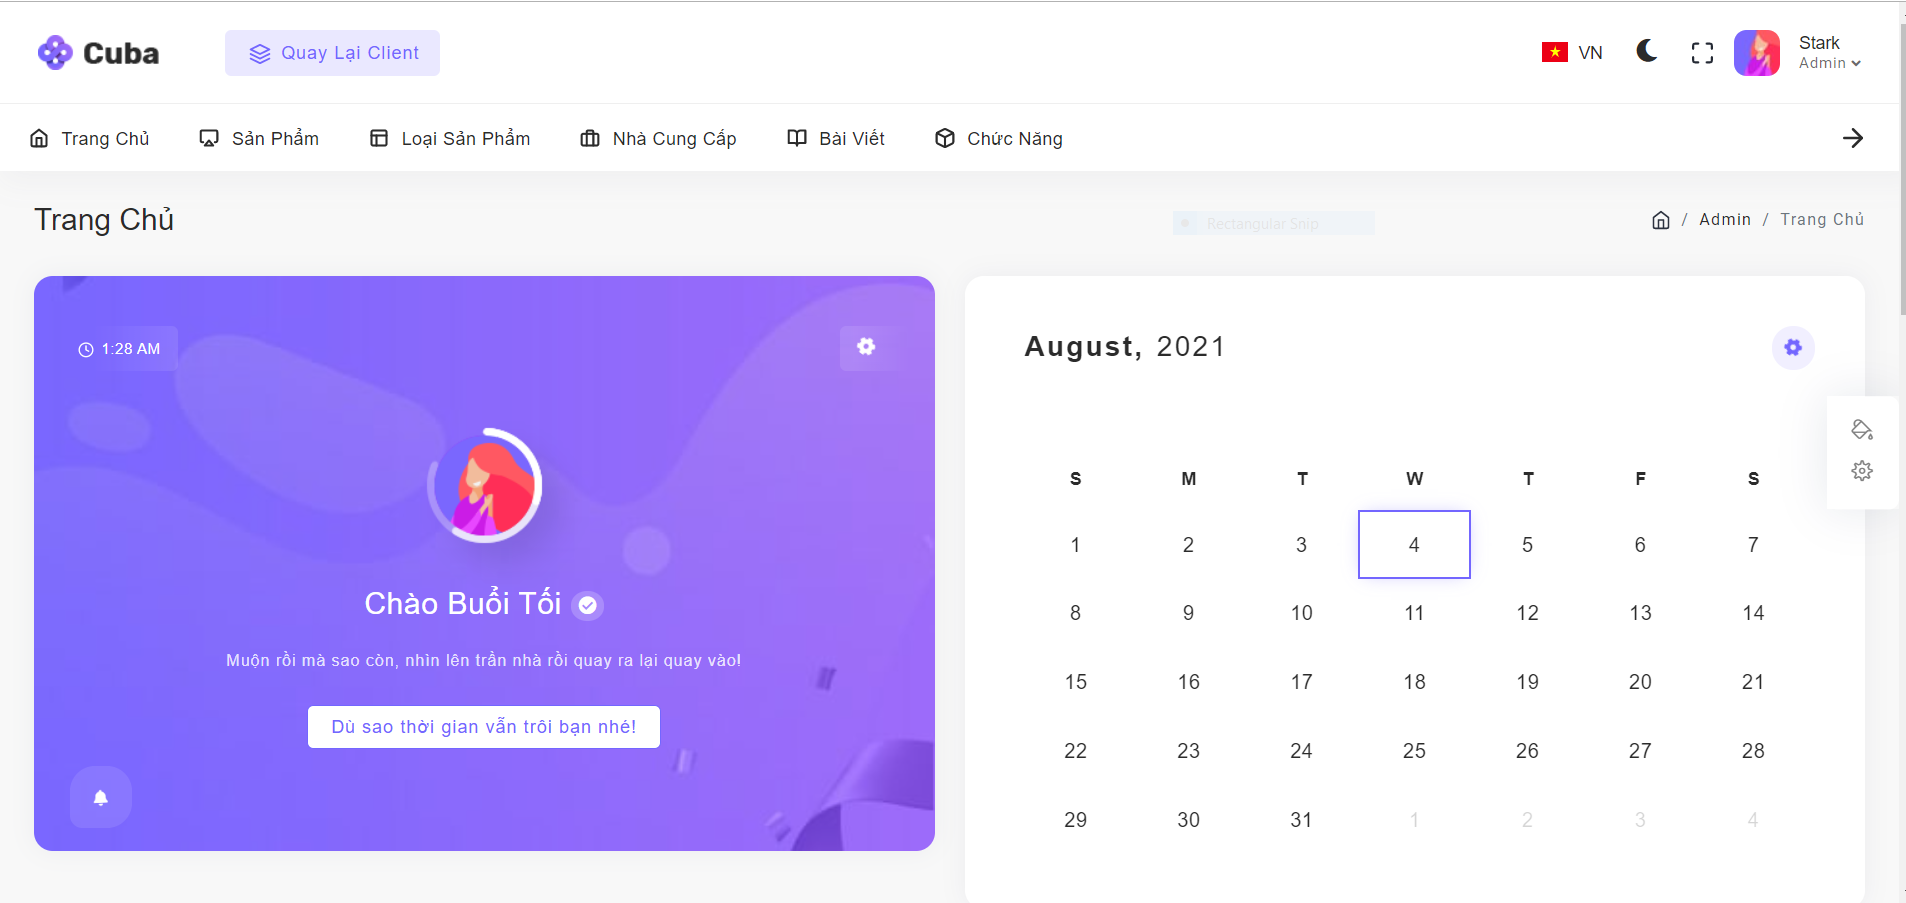 Cuba
Quay Lại Client
VN
Stark
Admin
Trang Chủ
Sản Phẩm
Loại Sản Phẩm
Nhà Cung Cấp
Bài Viết
Chức Năng
Trang Chủ
Rectangular Snip
/ Admin / Trang Chủ
1:28 AM
Chào Buổi Tối
Muộn rồi mà sao còn, nhìn lên trần nhà rồi quay ra lại quay vào!
Dù sao thời gian vẫn trôi bạn nhé!
August, 2021
S M T W T F S
1 2 3 4 5 6 7
8 9 10 11 12 13 14
15 16 17 18 19 20 21
22 23 24 25 26 27 28
29 30 31 1 2 3 4